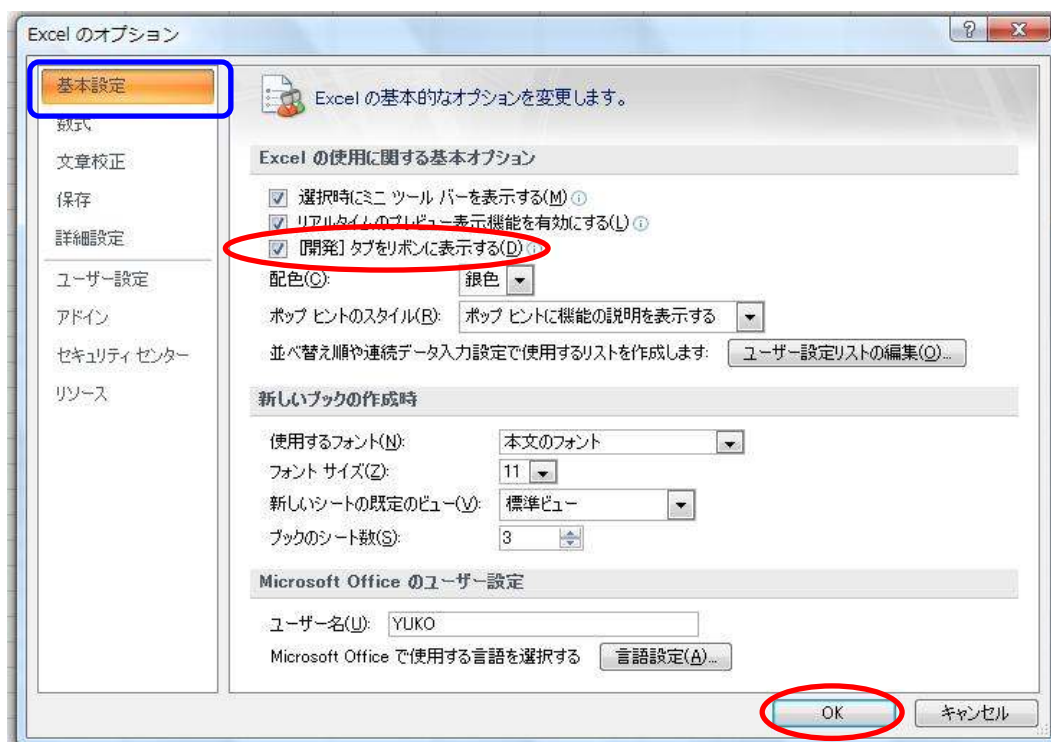 Excel のオプション
基本設定
数式
文章校正
保存
詳細設定
ユーザー設定
アドイン
セキュリティ センター
リソース
Excel の基本的なオプションを変更します。
Excel の使用に関する基本オプション
選択時にミニ ツール バーを表示する(M)
リアルタイムのプレビュー表示機能を有効にする(L)
[開発] タブをリボンに表示する(D)
配色(C): 銀色
ポップ ヒントのスタイル(R): ポップ ヒントに機能の説明を表示する
並べ替え順や連続データ入力設定で使用するリストを作成します: ユーザー設定リストの編集(O)...
新しいブックの作成時
使用するフォント(N): 本文のフォント
フォント サイズ(Z): 11
新しいシートの既定のビュー(V): 標準ビュー
ブックのシート数(S): 3
Microsoft Office のユーザー設定
ユーザー名(U): YUKO
Microsoft Office で使用する言語を選択する 言語設定(A)...
OK キャンセル